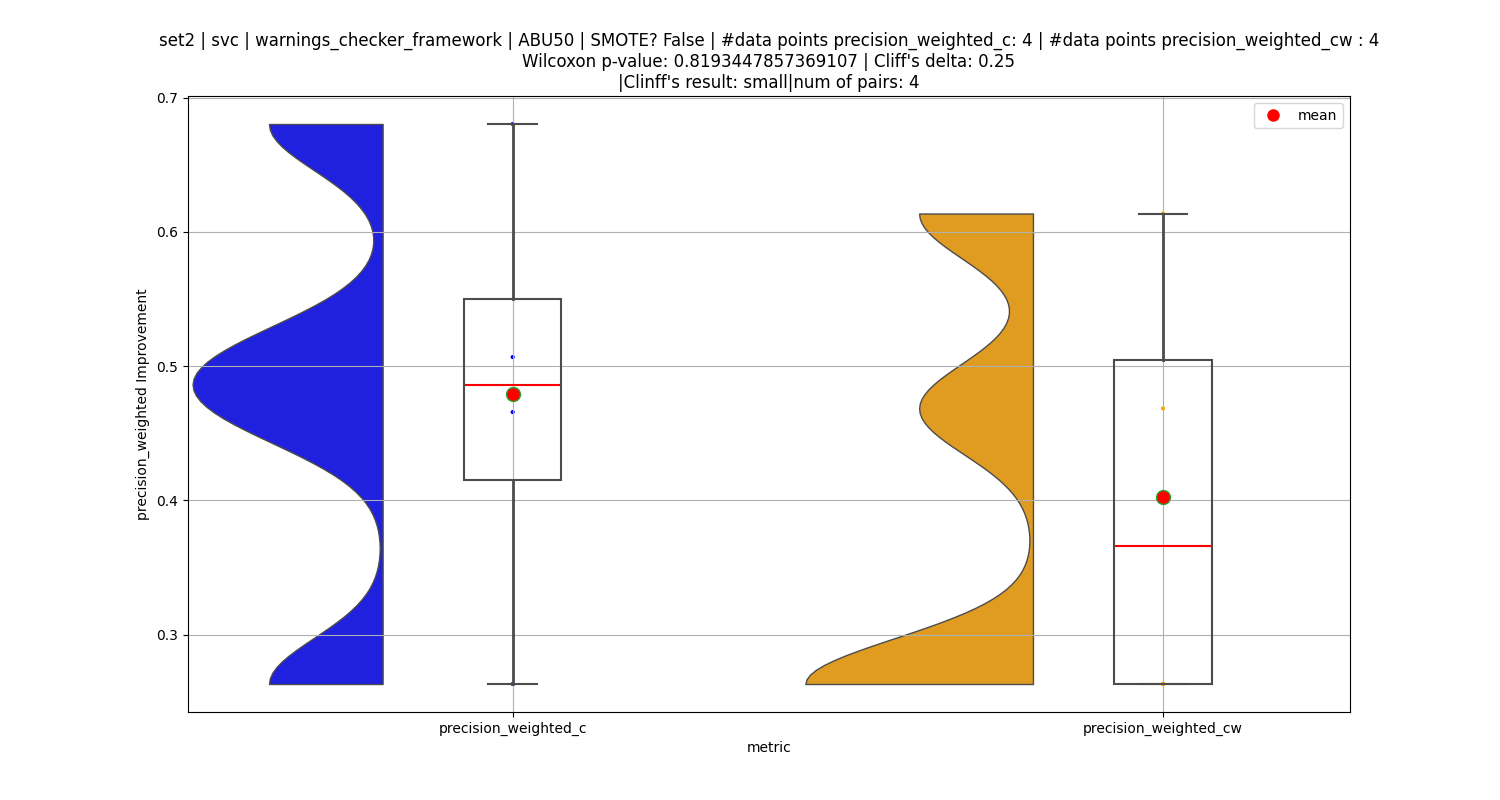 set2 | svc | warnings_checker_framework | ABU50 | SMOTE? False | #data points precision_weighted_c: 4 | #data points precision_weighted_cw : 4
Wilcoxon p-value: 0.8193447857369107 | Cliff's delta: 0.25
|Clinff's result: small|num of pairs: 4
mean
0.7
0.6
0.5
0.4
0.3
precision_weighted Improvement
precision_weighted_c
precision_weighted_cw
metric